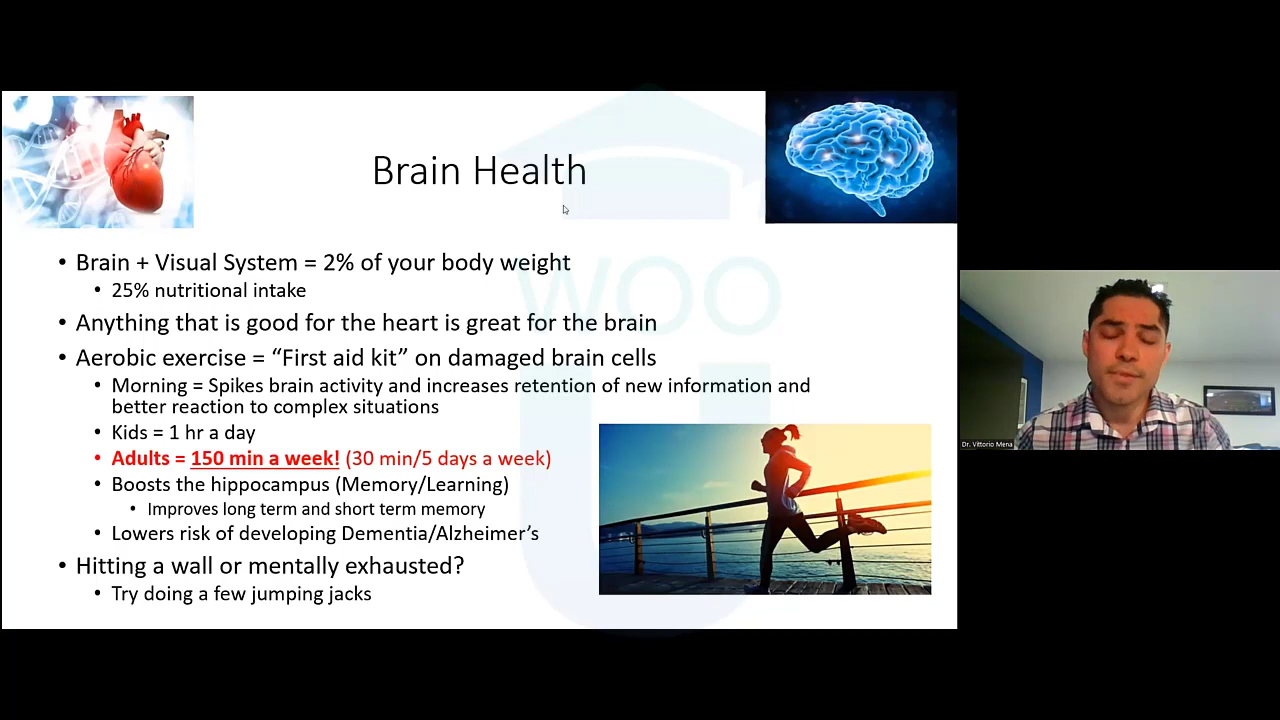 Brain Health
• Brain + Visual System = 2% of your body weight
• 25% nutritional intake
• Anything that is good for the heart is great for the brain
• Aerobic exercise = “First aid kit” on damaged brain cells
• Morning = Spikes brain activity and increases retention of new information and
better reaction to complex situations
• Kids = 1 hr a day
• Adults = 150 min a week! (30 min/5 days a week)
• Boosts the hippocampus (Memory/Learning)
• Improves long term and short term memory
• Lowers risk of developing Dementia/Alzheimer’s
• Hitting a wall or mentally exhausted?
• Try doing a few jumping jacks
WOO
U
Dr. Vittorio Mena